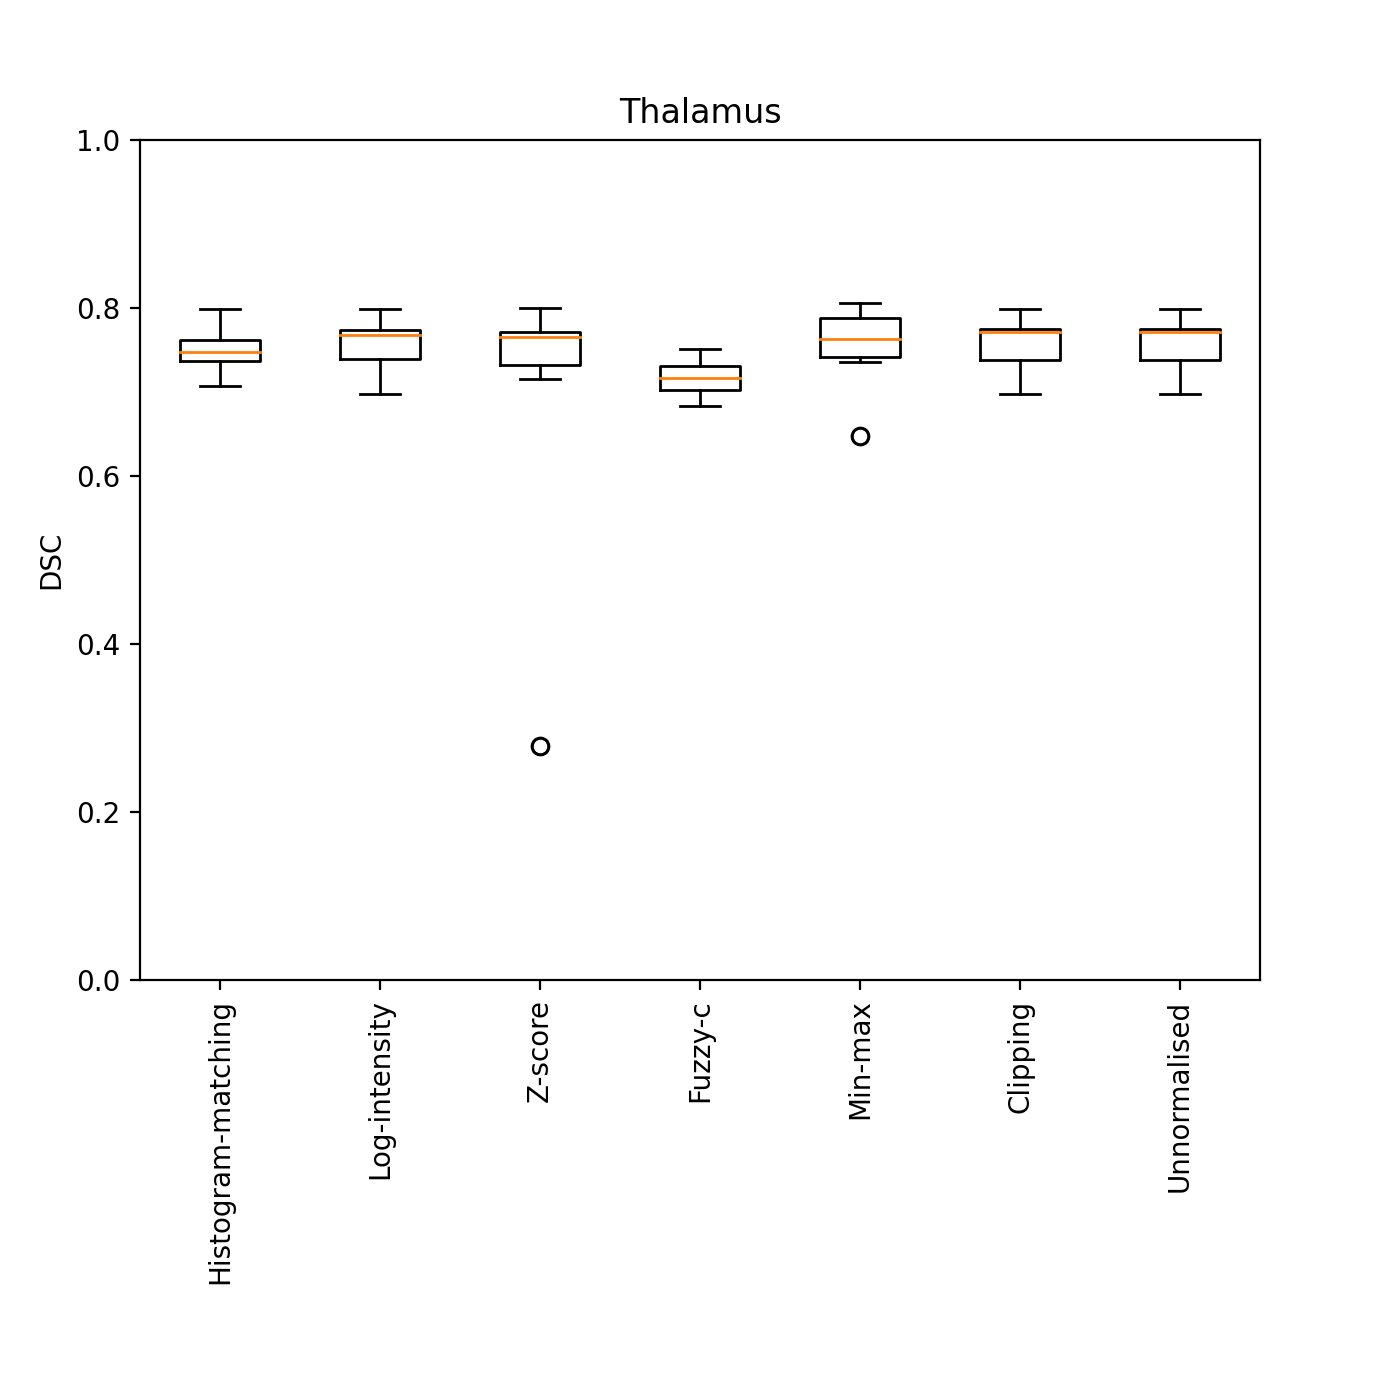 Thalamus
1.0
0.8
0.6
0.4
0.2
0.0
DSC
Histogram-matching
Log-intensity
Z-score
Fuzzy-c
Min-max
Clipping
Unnormalised